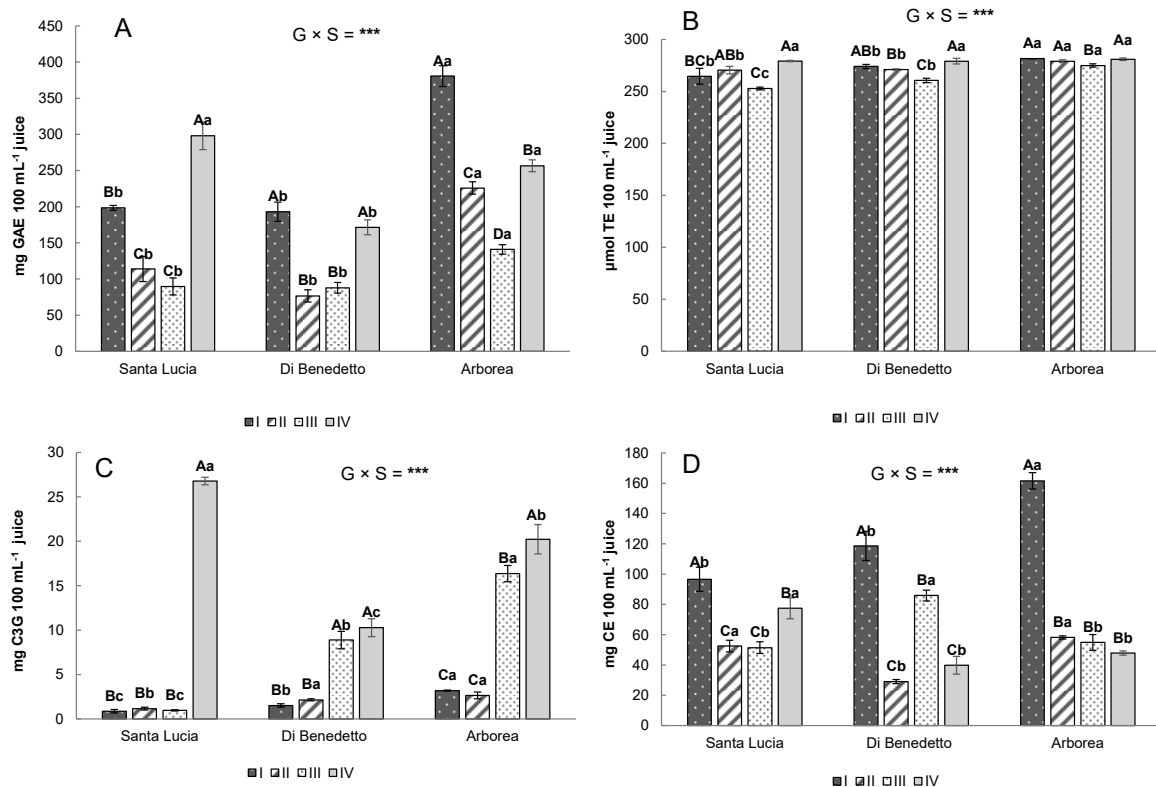 A
G × S = ***
mg GAE 100 mL⁻¹ juice
450
400
350
300
250
200
150
100
50
0
Bb Cb Cb Aa
Ab Bb Bb Ab
Aa Ca Da Ba
Santa Lucia Di Benedetto Arborea
I II III IV
B
G × S = ***
µmol TE 100 mL⁻¹ juice
300
250
200
150
100
50
0
BCb ABb Cc Aa
ABb Bb Cb Aa
Aa Aa Ba Aa
Santa Lucia Di Benedetto Arborea
I II III IV
C
G × S = ***
mg C3G 100 mL⁻¹ juice
30
25
20
15
10
5
0
Bc Bb Bc Aa
Bb Ba Ab Ac
Ca Ca Ba Ab
Santa Lucia Di Benedetto Arborea
I II III IV
D
G × S = ***
mg CE 100 mL⁻¹ juice
180
160
140
120
100
80
60
40
20
0
Ab Ca Cb Ba
Ab Cb Ba Cb
Aa Ba Bb Bb
Santa Lucia Di Benedetto Arborea
I II III IV